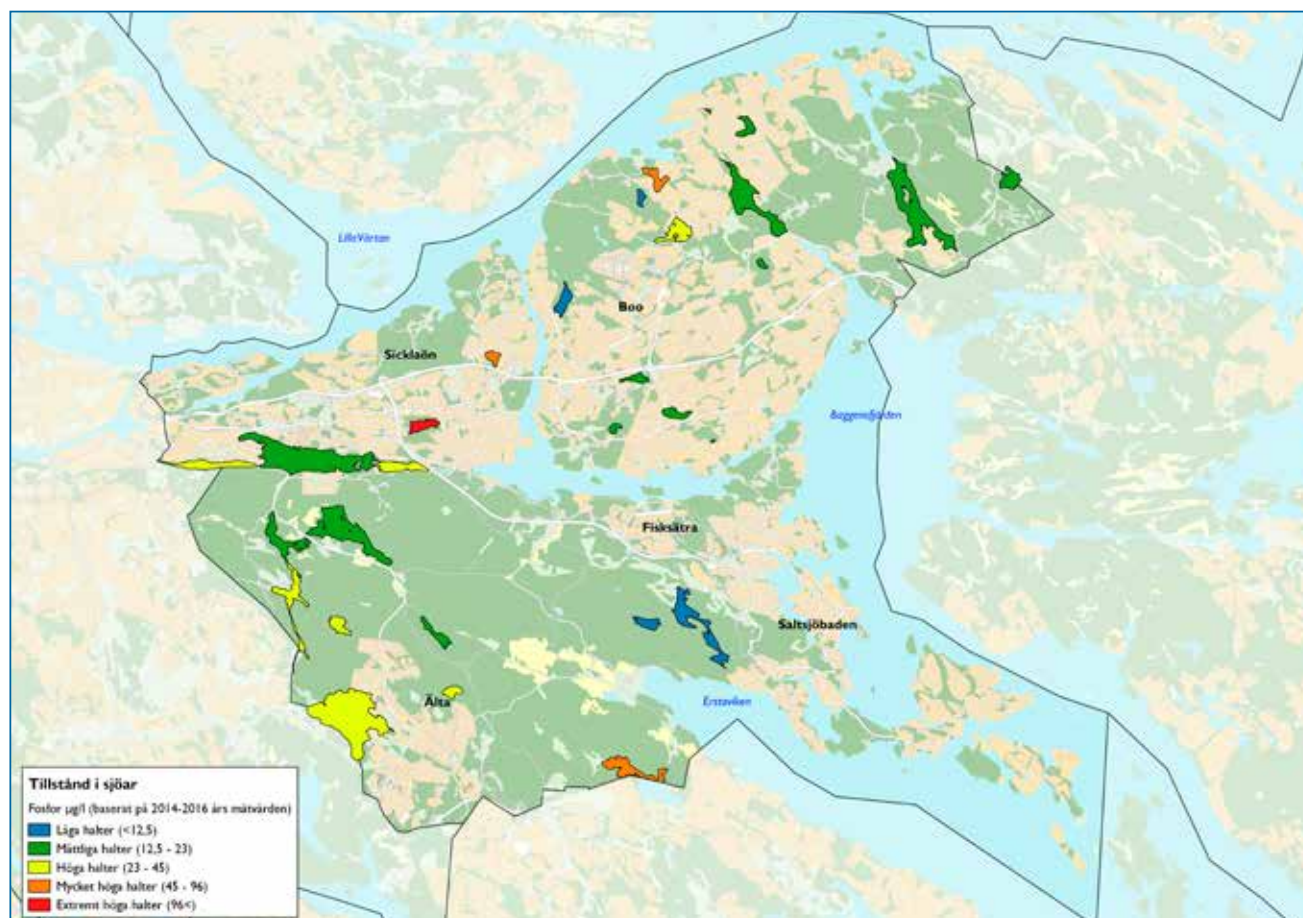 Lilla Värtan
Boo
Sicklaön
Baggensfjärden
Fisksätra
Saltsjöbaden
Älta
Erstaviken
Tillstånd i sjöar
Fosfor µg/l (baserat på 2014-2016 års mätvärden)
Låga halter (<12,5)
Måttliga halter (12,5 - 23)
Höga halter (23 - 45)
Mycket höga halter (45 - 96)
Extremt höga halter (96<)